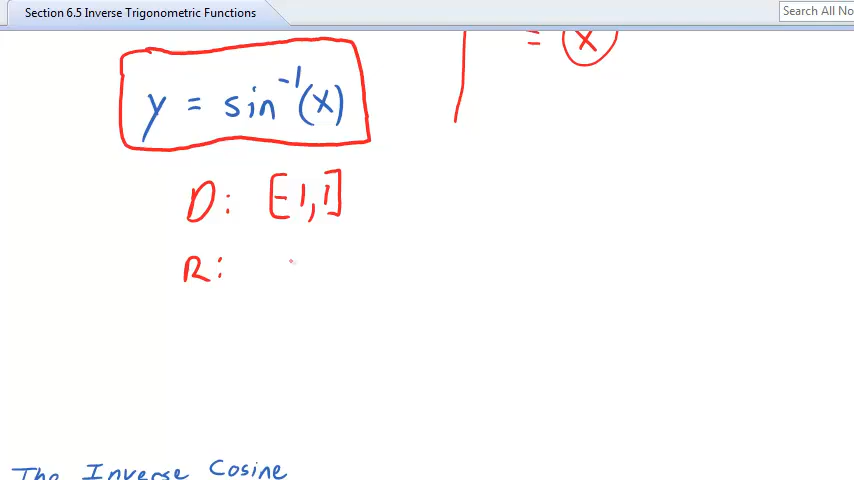 Section 6.5 Inverse Trigonometric Functions
Search All No
= x
y = sin⁻¹(x)
D: [-1,1]
R:
The Inverse Cosine